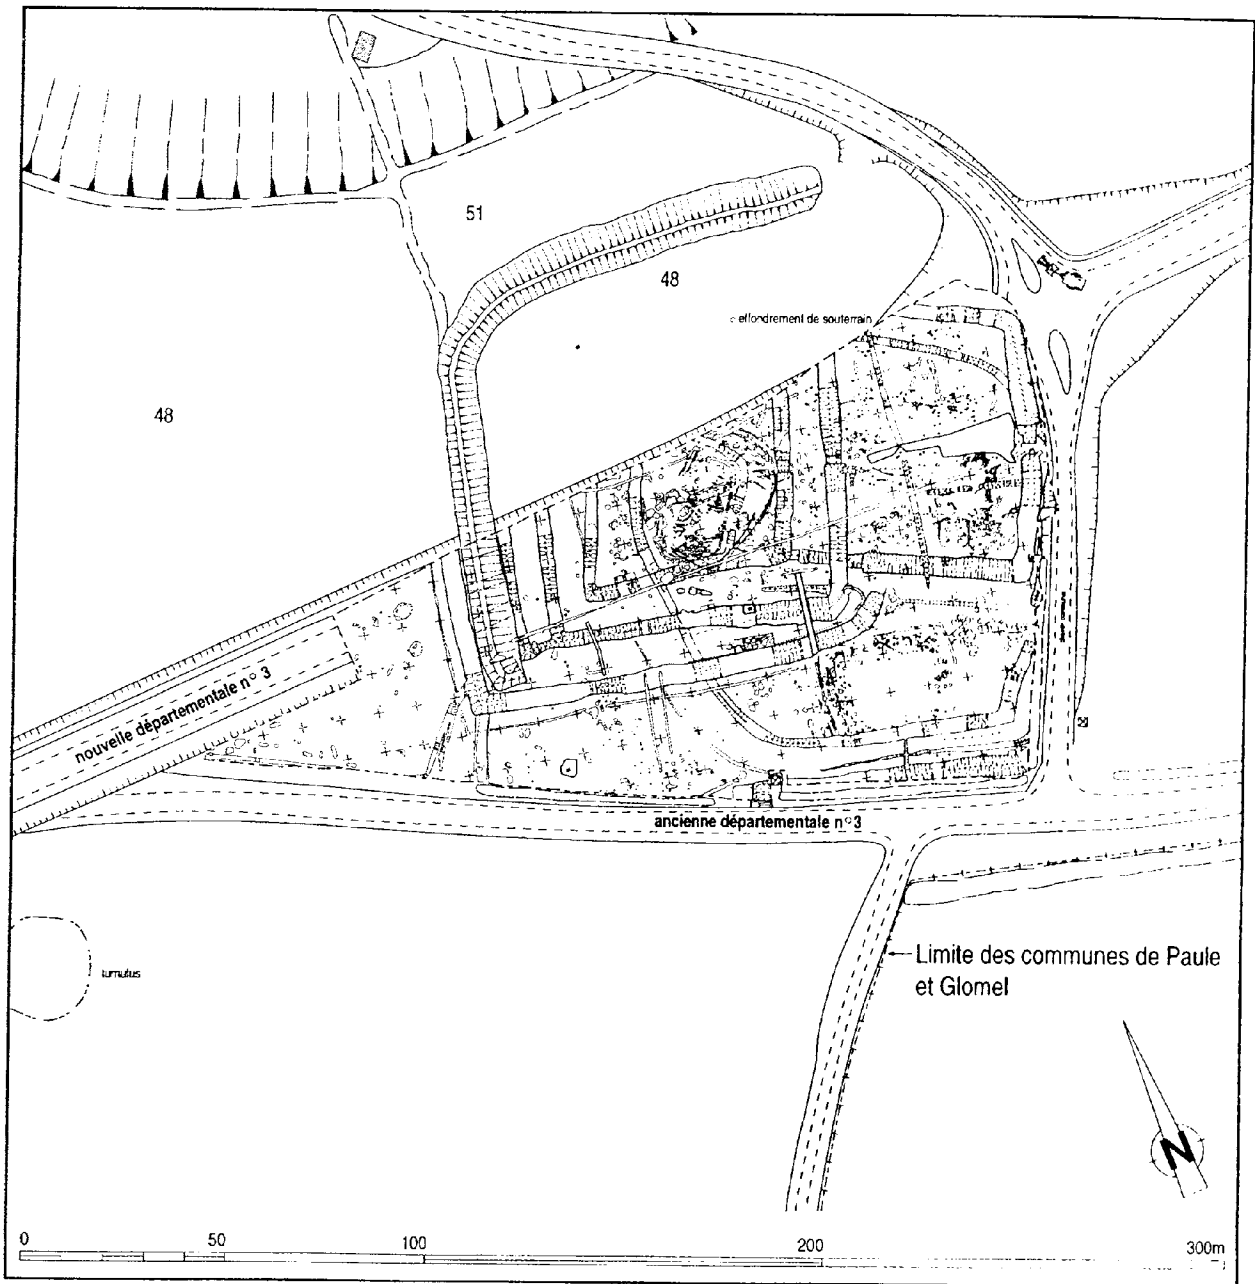 51
48
effondrement de souterrain
48
nouvelle départementale n° 3
ancienne départementale n°3
tumulus
Limite des communes de Paule
et Glomel
N
0 50 100 200 300m